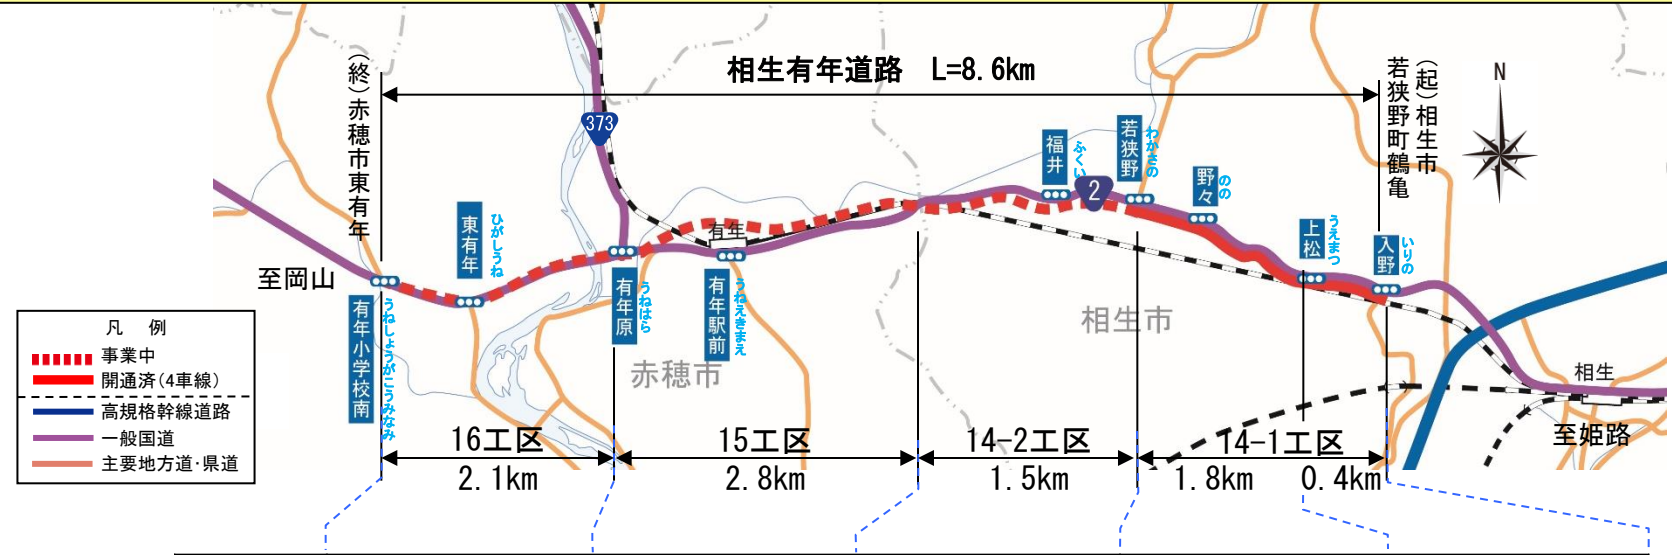 相生有年道路 L=8.6km
(終)赤穂市東有年
(起)相生市
若狭野町鶴亀
N
373
2
福井
ふくい
若狭野
わかさの
野々
のの
上松
うえまつ
入野
いりの
東有年
ひがしうね
有年
至岡山
有年小学校南
うねしょうがこうみなみ
有年原
うねはら
有年駅前
うねえきまえ
赤穂市
相生市
相生
至姫路
凡 例
事業中
開通済(4車線)
高規格幹線道路
一般国道
主要地方道・県道
16工区
15工区
14-2工区
14-1工区
2.1km
2.8km
1.5km
1.8km
0.4km